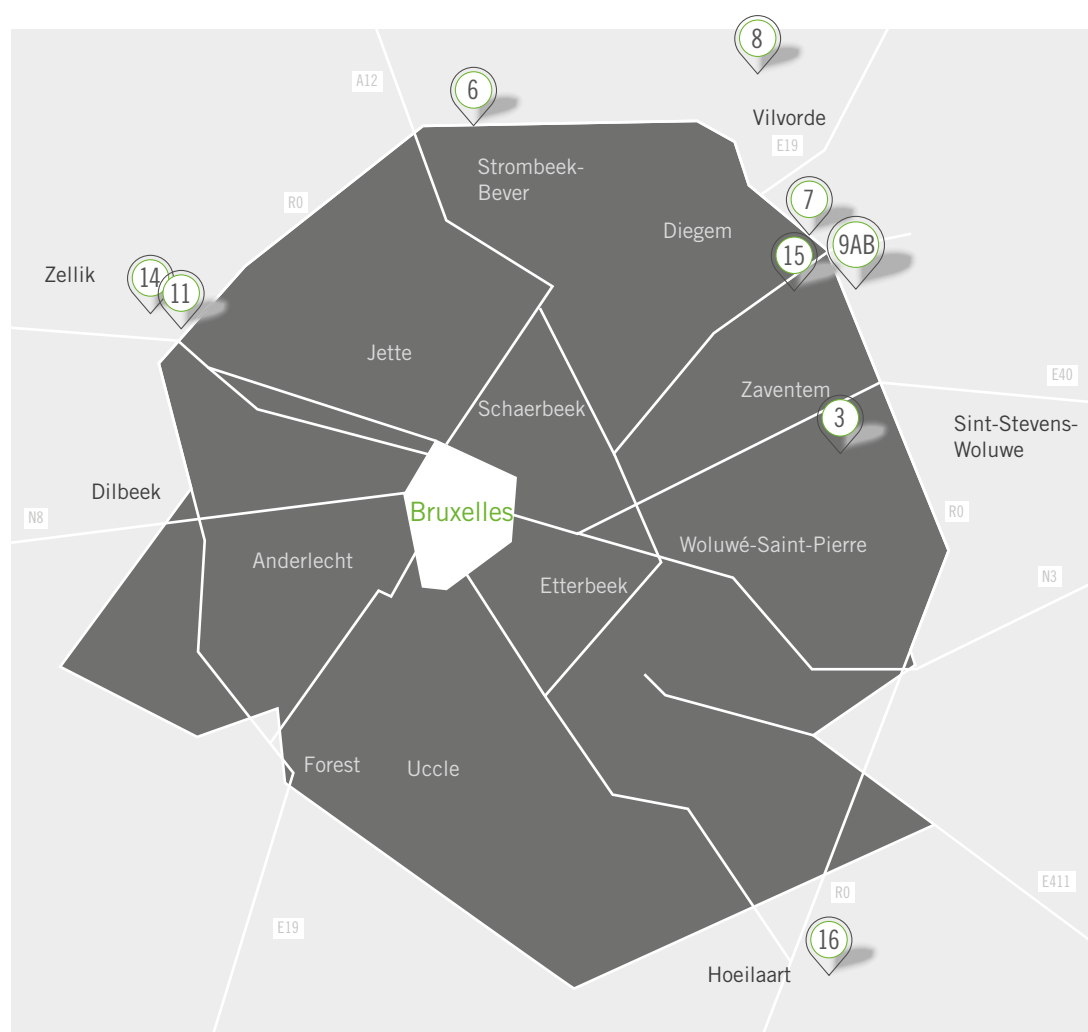 8
A12
6
Vilvorde
E19
Strombeek-
Bever
R0
7
Diegem
9AB
15
Zellik
14
11
Jette
Zaventem
E40
Schaerbeek
3
Sint-Stevens-
Woluwe
Dilbeek
Bruxelles
N8
R0
Woluwé-Saint-Pierre
Anderlecht
Etterbeek
N3
Forest
Uccle
E411
R0
E19
16
Hoeilaart